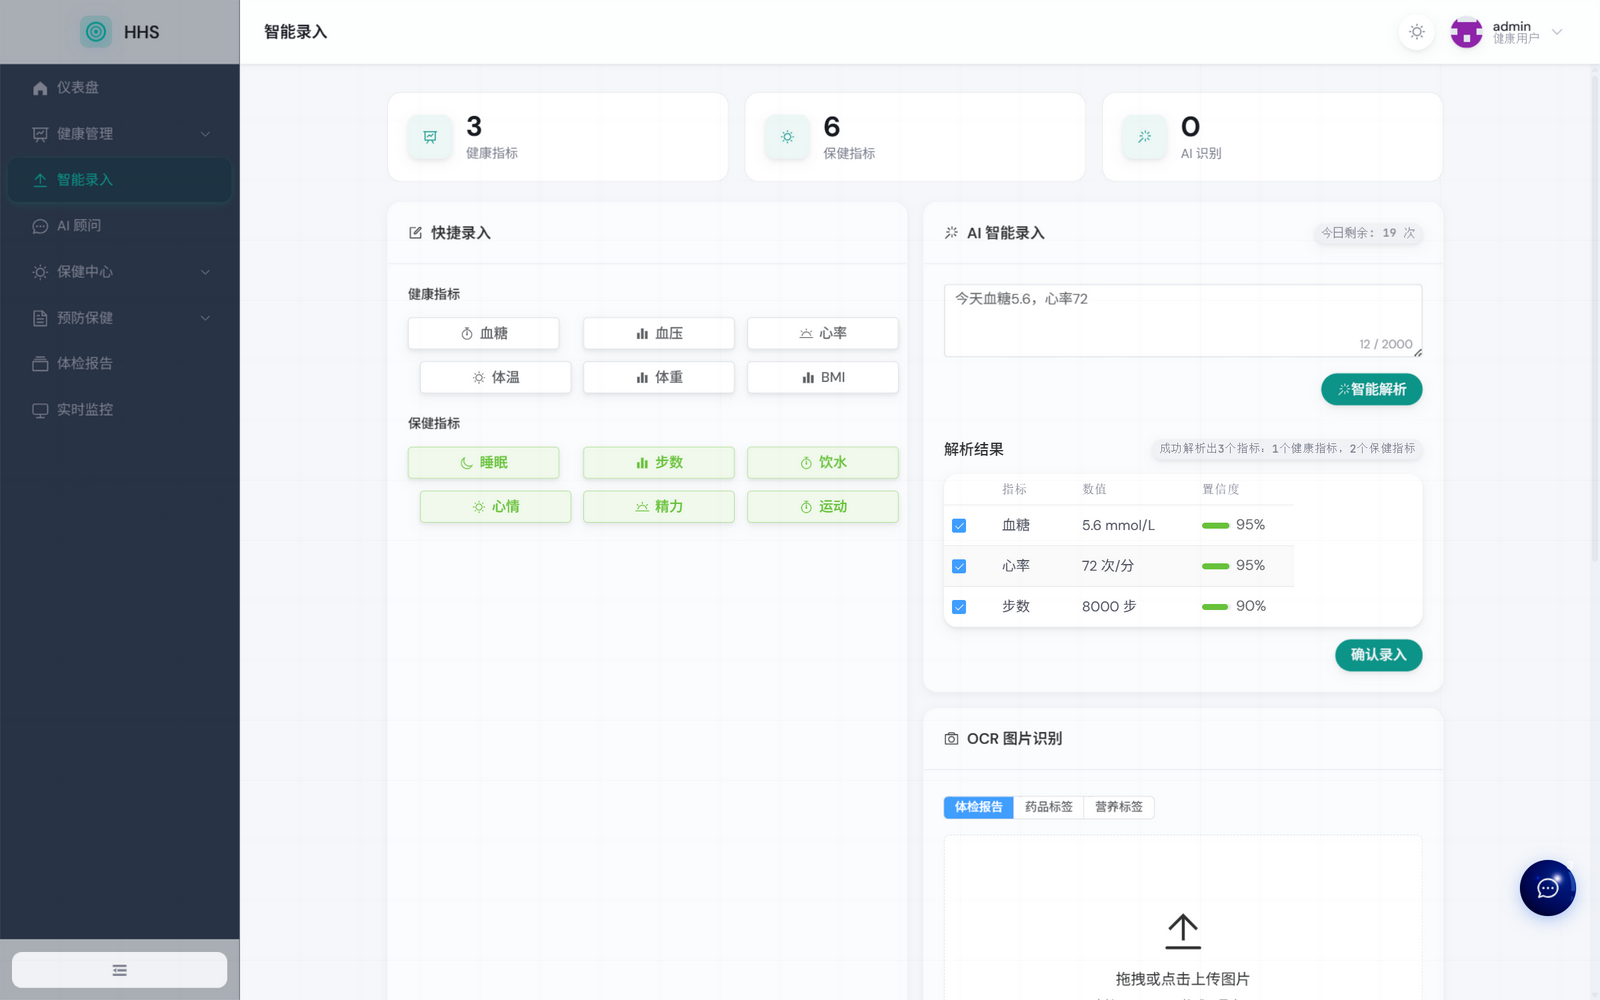 HHS
智能录入
admin
健康用户
仪表盘
健康管理
智能录入
AI 顾问
保健中心
预防保健
体检报告
实时监控
3
健康指标
6
保健指标
0
AI 识别
快捷录入
健康指标
血糖
血压
心率
体温
体重
BMI
保健指标
睡眠
步数
饮水
心情
精力
运动
AI 智能录入
今日剩余: 19 次
今天血糖5.6，心率72
12 / 2000
智能解析
解析结果
成功解析出3个指标：1个健康指标，2个保健指标
指标 数值 置信度
血糖 5.6 mmol/L 95%
心率 72 次/分 95%
步数 8000 步 90%
确认录入
OCR 图片识别
体检报告 药品标签 营养标签
拖拽或点击上传图片